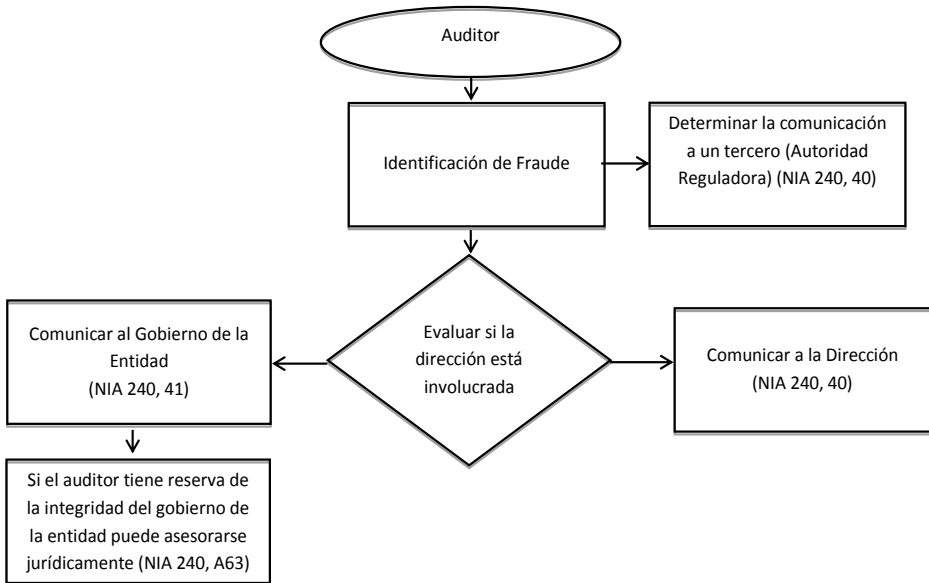 Auditor
Identificación de Fraude
Determinar la comunicación
a un tercero (Autoridad
Reguladora) (NIA 240, 40)
Comunicar al Gobierno de la
Entidad
(NIA 240, 41)
Evaluar si la
dirección está
involucrada
Comunicar a la Dirección
(NIA 240, 40)
Si el auditor tiene reserva de
la integridad del gobierno de
la entidad puede asesorarse
jurídicamente (NIA 240, A63)